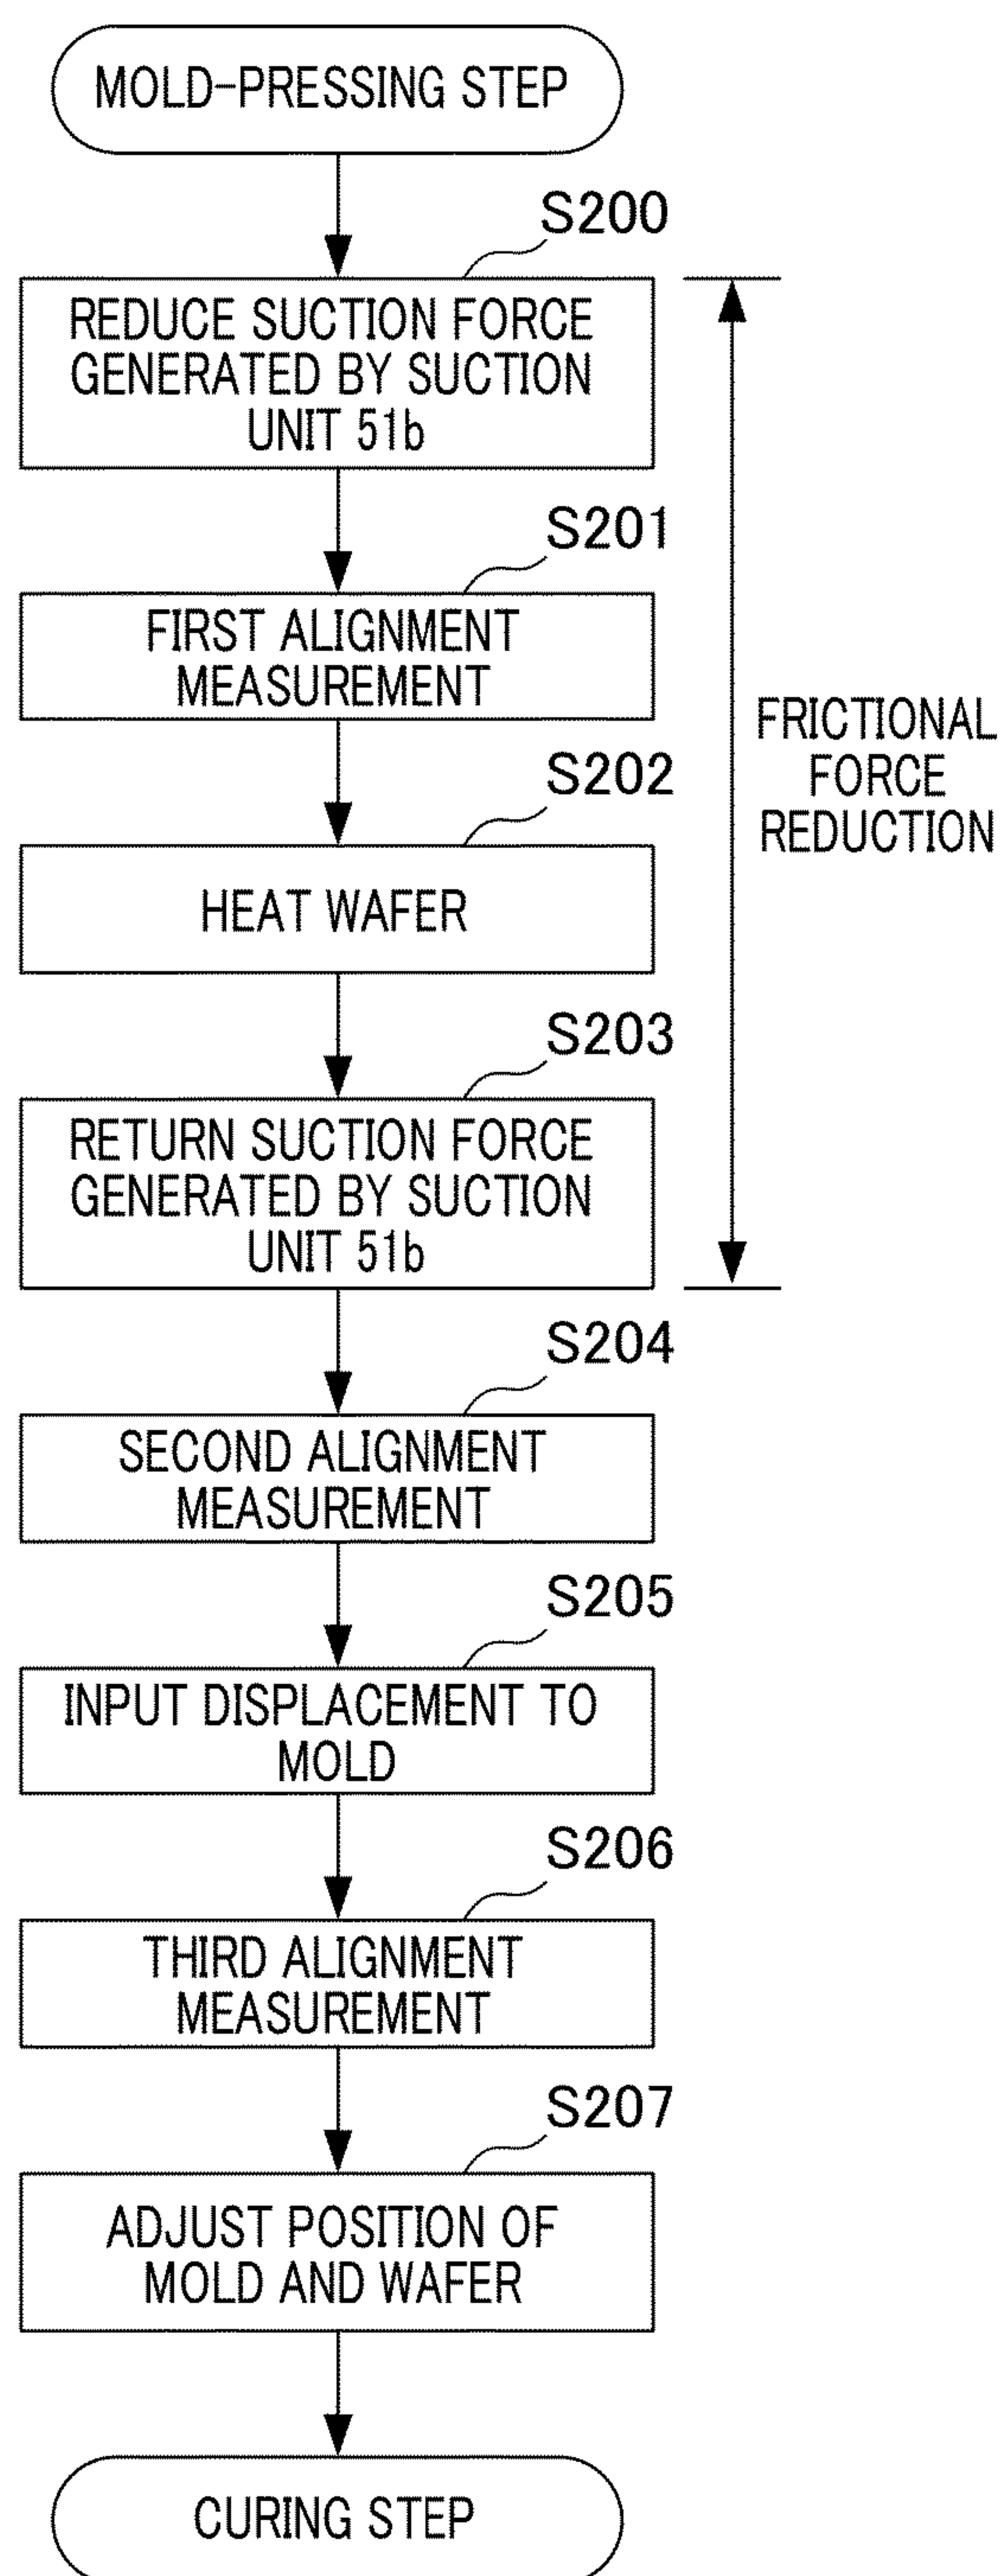 MOLD-PRESSING STEP
S200
REDUCE SUCTION FORCE
GENERATED BY SUCTION
UNIT 51b
S201
FIRST ALIGNMENT
MEASUREMENT
FRICTIONAL
FORCE
REDUCTION
S202
HEAT WAFER
S203
RETURN SUCTION FORCE
GENERATED BY SUCTION
UNIT 51b
S204
SECOND ALIGNMENT
MEASUREMENT
S205
INPUT DISPLACEMENT TO
MOLD
S206
THIRD ALIGNMENT
MEASUREMENT
S207
ADJUST POSITION OF
MOLD AND WAFER
CURING STEP